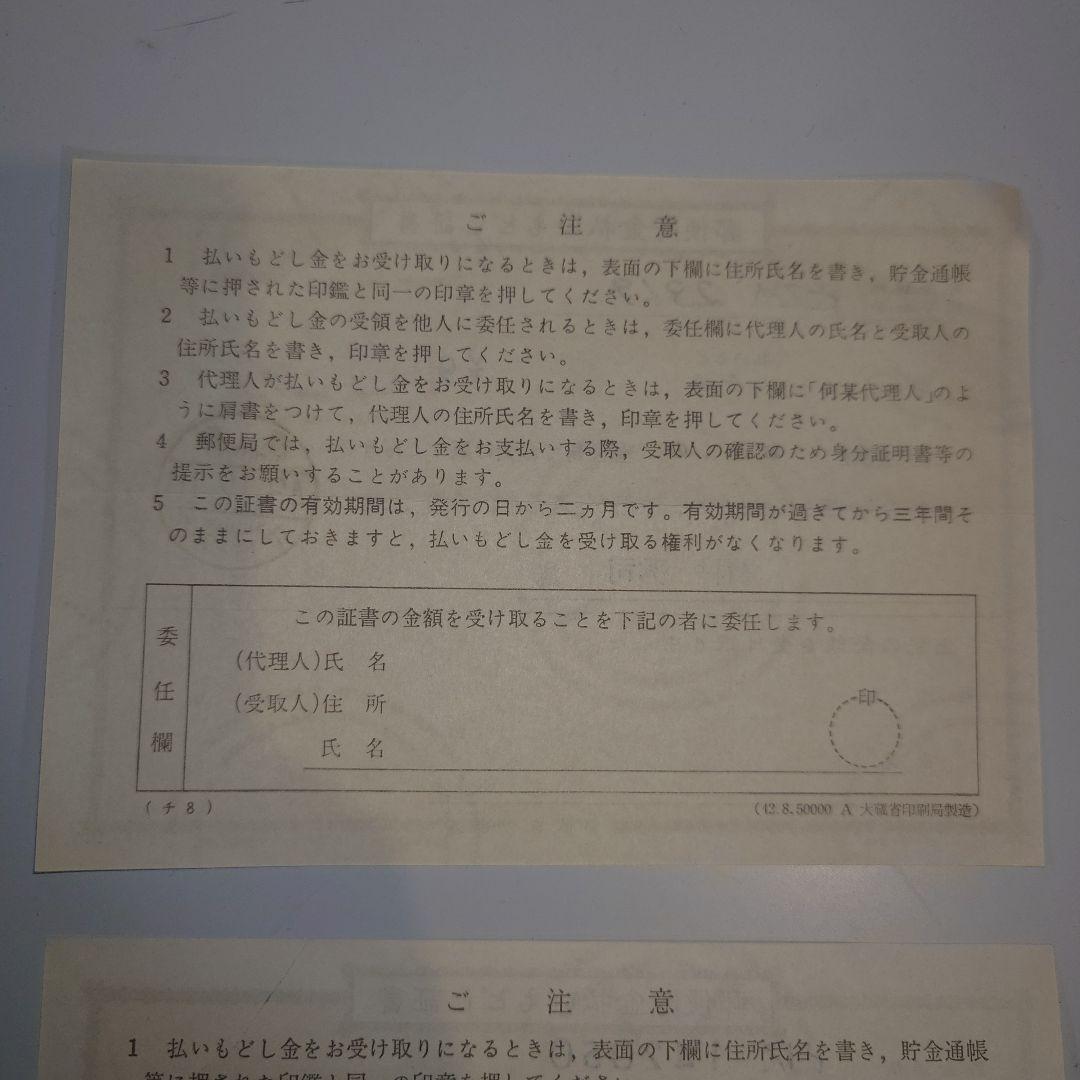 ご注意
1 払いもどし金をお受け取りになるときは，表面の下欄に住所氏名を書き，貯金通帳
等に押された印鑑と同一の印章を押してください。
2 払いもどし金の受領を他人に委任されるときは，委任欄に代理人の氏名と受取人の
住所氏名を書き，印章を押してください。
3 代理人が払いもどし金をお受け取りになるときは，表面の下欄に「何某代理人」のよ
うに肩書をつけて，代理人の住所氏名を書き，印章を押してください。
4 郵便局では，払いもどし金をお支払いする際，受取人の確認のため身分証明書等の
提示をお願いすることがあります。
5 この証書の有効期間は，発行の日から二ヵ月です。有効期間が過ぎてから三年間そ
のままにしておきますと，払いもどし金を受け取る権利がなくなります。
委任欄
この証書の金額を受け取ることを下記の者に委任します。
(代理人)氏 名
(受取人)住 所
氏 名
印
(チ8)
(42.8.50000 A 大蔵省印刷局製造)
ご注意
1 払いもどし金をお受け取りになるときは，表面の下欄に住所氏名を書き，貯金通帳